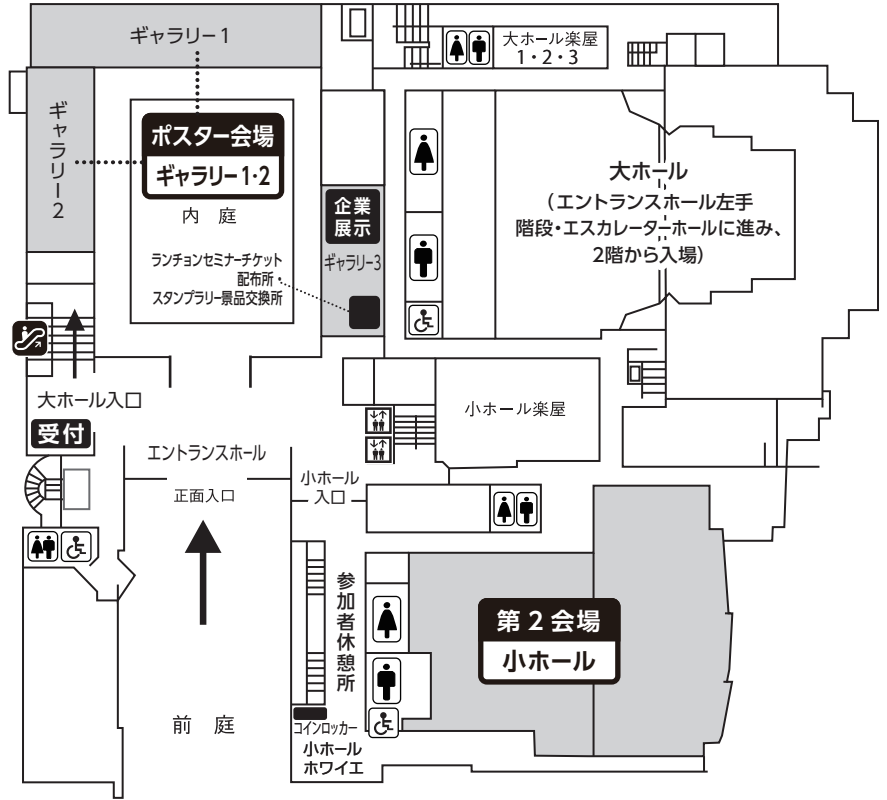 ギャラリー1
大ホール楽屋
1・2・3
ギャラリー2
ポスター会場
ギャラリー1・2
内 庭
企業
展示
ギャラリー3
ランチョンセミナーチケット
配布所・
スタンプラリー景品交換所
大ホール
（エントランスホール左手
階段・エスカレーターホールに進み、
2階から入場）
大ホール入口
受付
小ホール楽屋
エントランスホール
小ホール
入口
正面入口
参加者休憩所
第2会場
小ホール
前 庭
コインロッカー
小ホール
ホワイエ